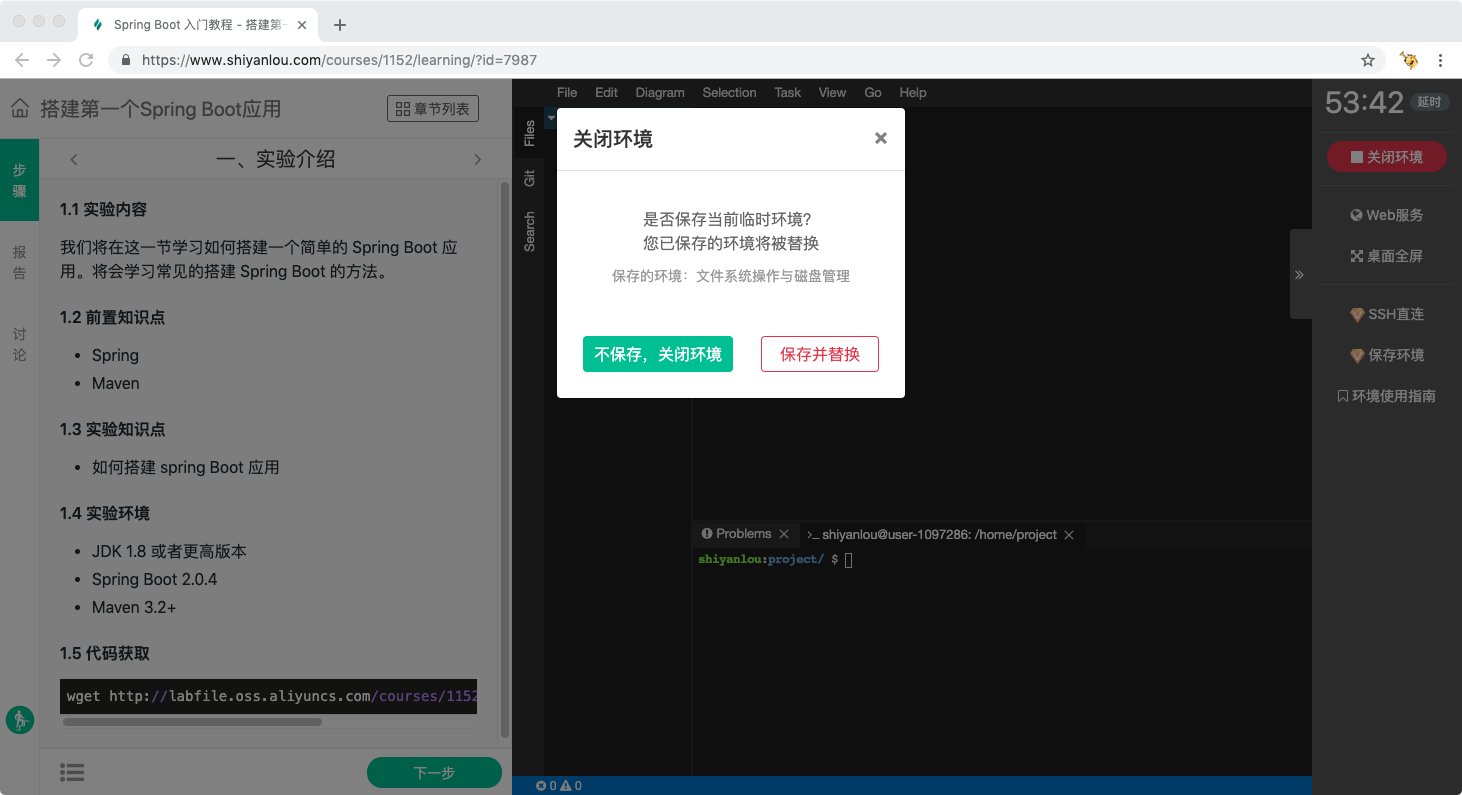 Spring Boot 入门教程 - 搭建第
https://www.shiyanlou.com/courses/1152/learning/?id=7987
搭建第一个Spring Boot应用
章节列表
步骤
报告
讨论
一、实验介绍
1.1 实验内容
我们将在这一节学习如何搭建一个简单的 Spring Boot 应
用。将会学习常见的搭建 Spring Boot 的方法。
1.2 前置知识点
• Spring
• Maven
1.3 实验知识点
• 如何搭建 spring Boot 应用
1.4 实验环境
• JDK 1.8 或者更高版本
• Spring Boot 2.0.4
• Maven 3.2+
1.5 代码获取
wget http://labfile.oss.aliyuncs.com/courses/1152
下一步
File Edit Diagram Selection Task View Go Help
Files
Git
Search
关闭环境
是否保存当前临时环境？
您已保存的环境将被替换
保存的环境：文件系统操作与磁盘管理
不保存，关闭环境
保存并替换
Problems
>_ shiyanlou@user-1097286: /home/project
shiyanlou:project/ $
0 0
53:42 延时
关闭环境
Web服务
桌面全屏
SSH直连
保存环境
环境使用指南